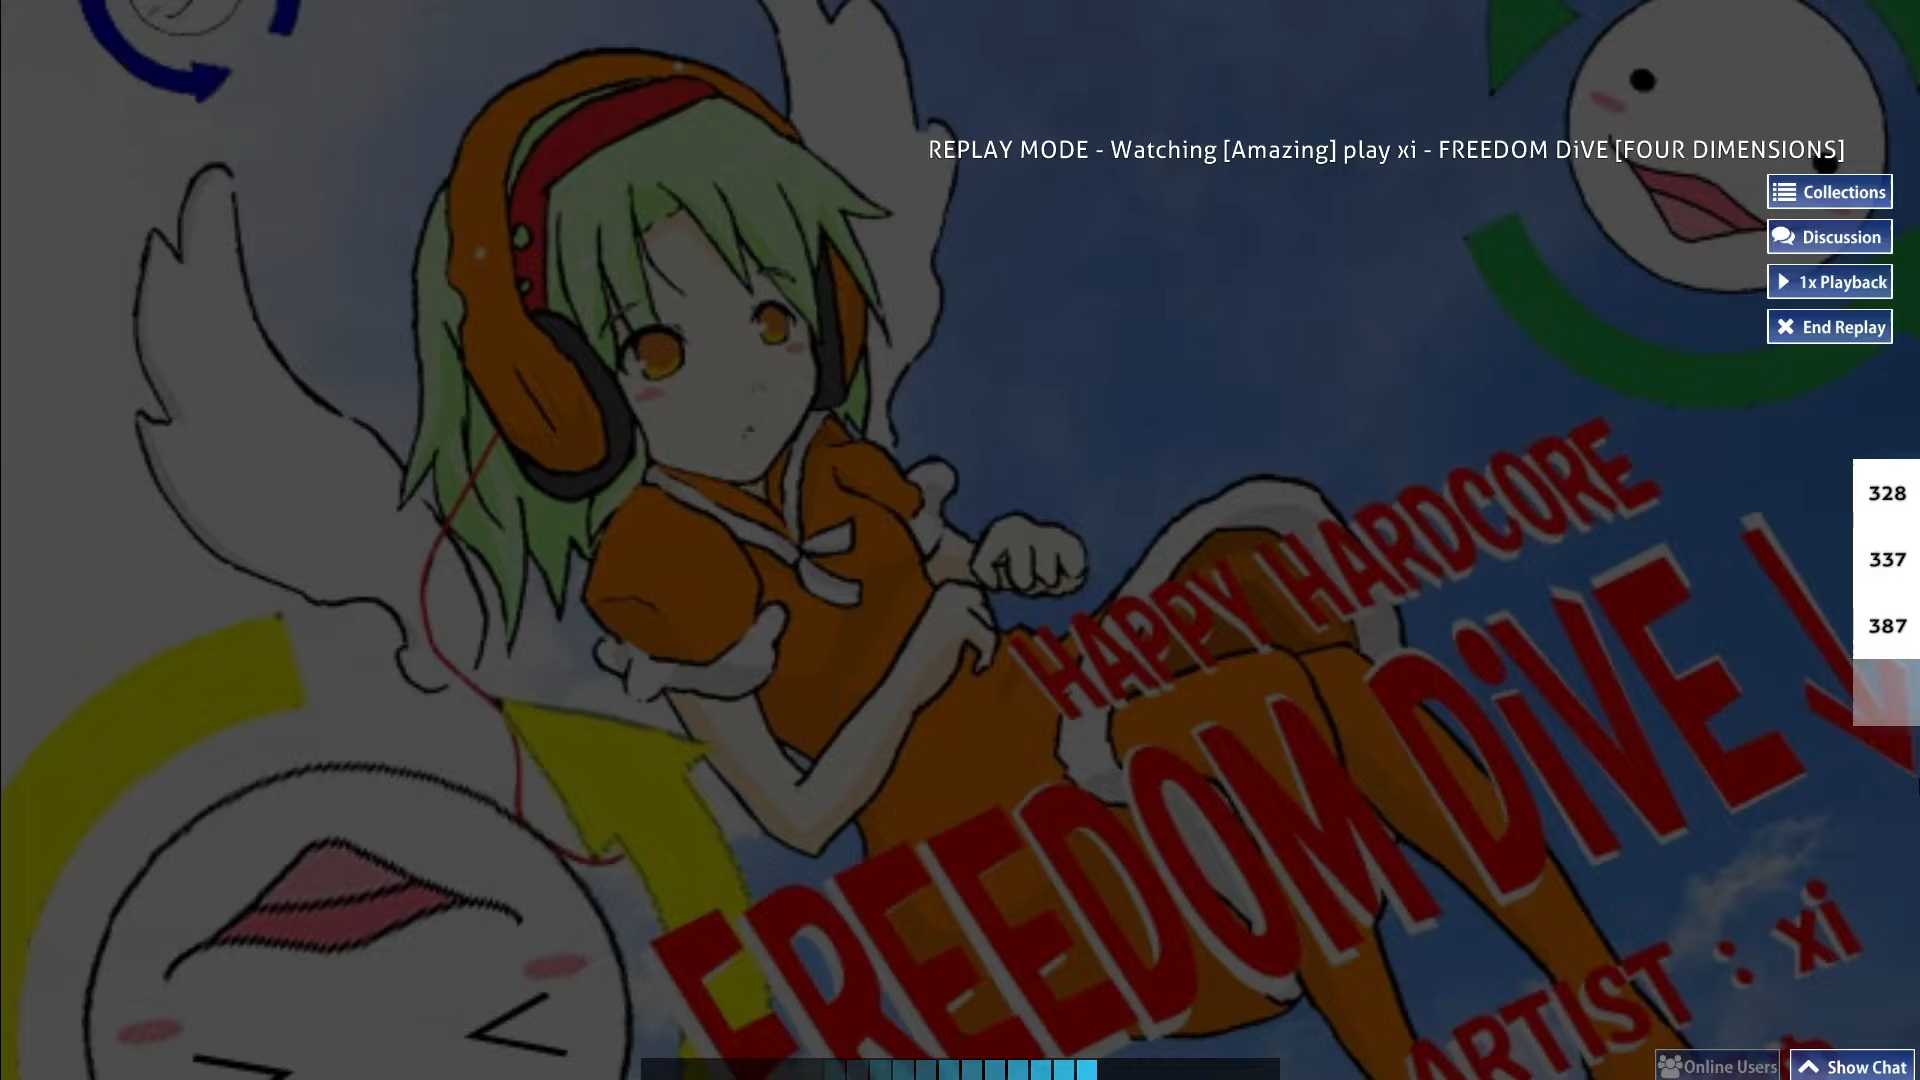 REPLAY MODE - Watching [Amazing] play xi - FREEDOM DiVE [FOUR DIMENSIONS]
Collections
Discussion
1x Playback
End Replay
328
337
387
HAPPY HARDCORE
FREEDOM DiVE ↓
ARTIST : xi
Online Users
Show Chat